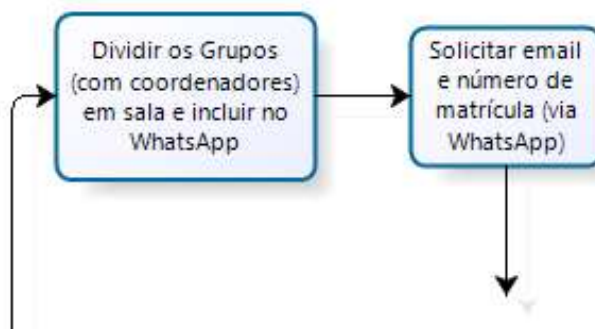 Dividir os Grupos
(com coordenadores)
em sala e incluir no
WhatsApp
Solicitar email
e número de
matrícula (via
WhatsApp)